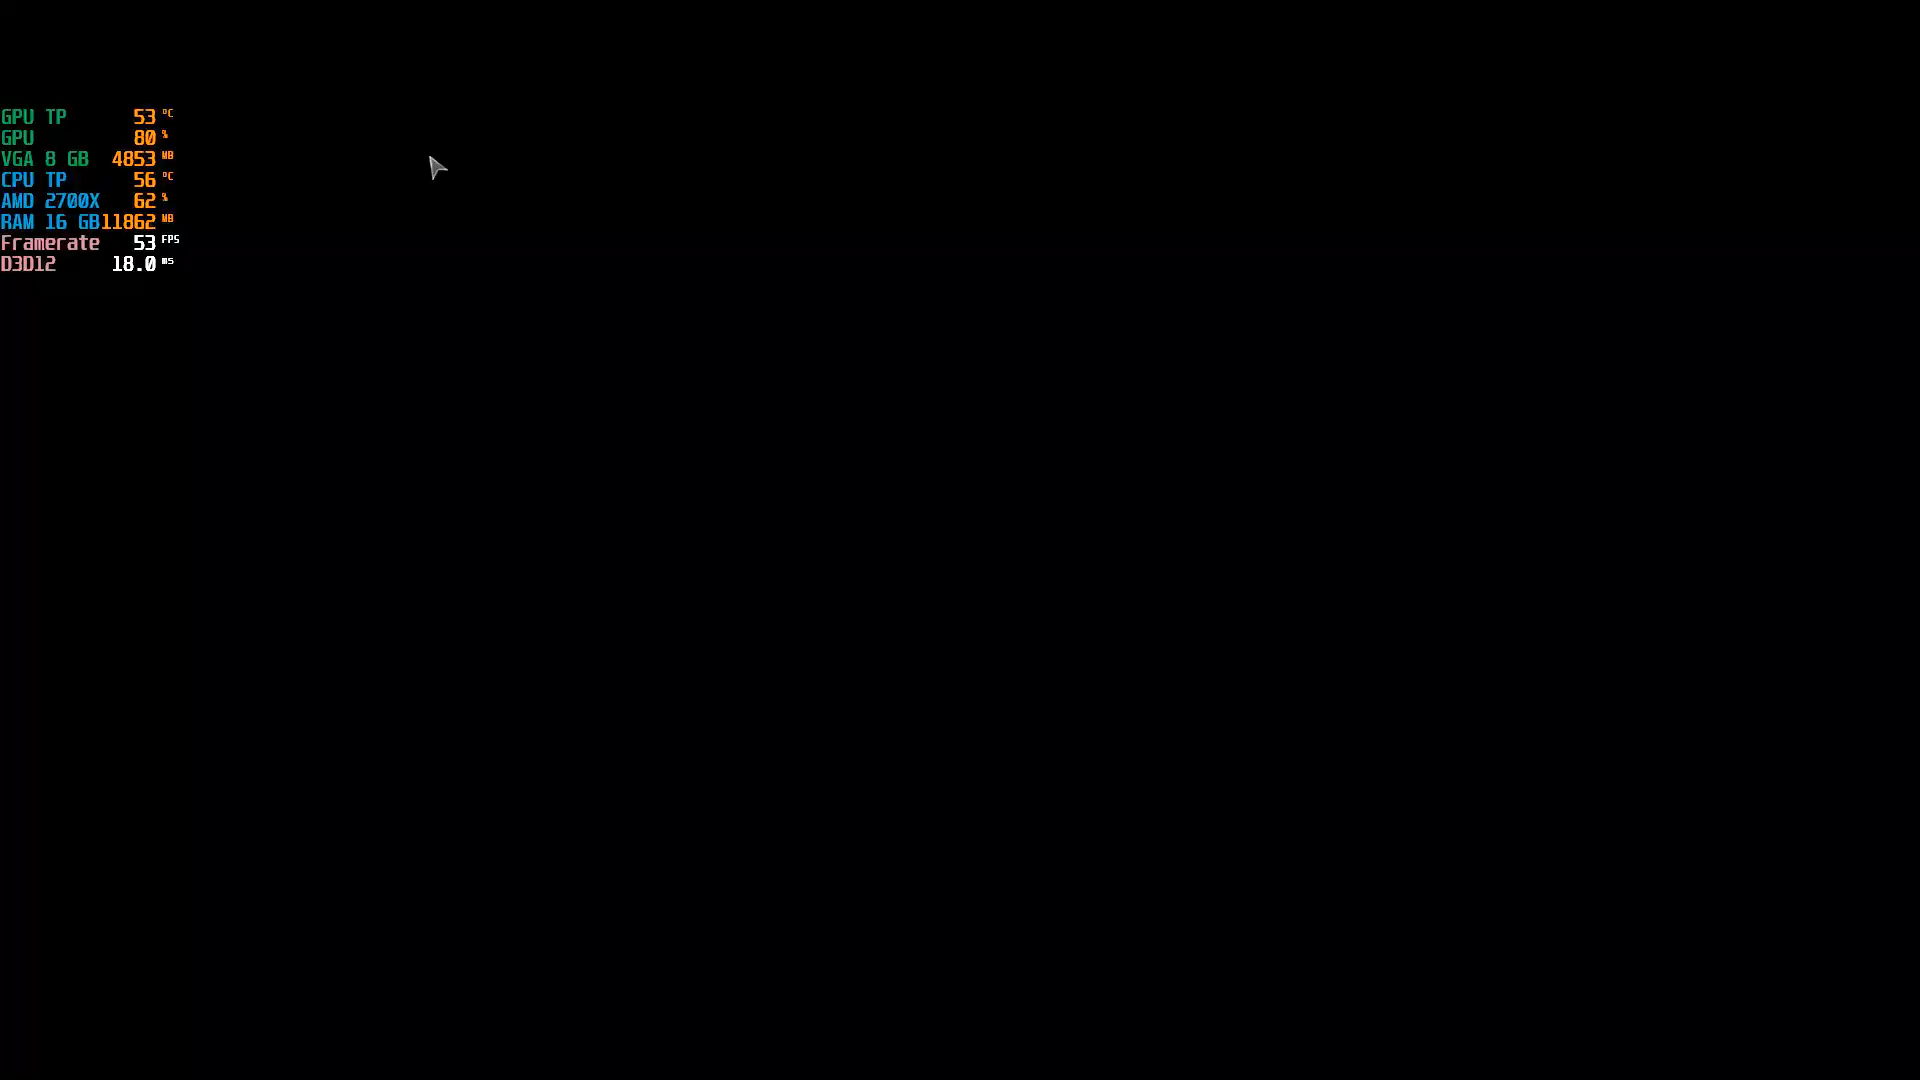 GPU TP 53 °C
GPU 80 %
VGA 8 GB 4853 MB
CPU TP 56 °C
AMD 2700X 62 %
RAM 16 GB 11862 MB
Framerate 53 FPS
D3D12 18.0 ms